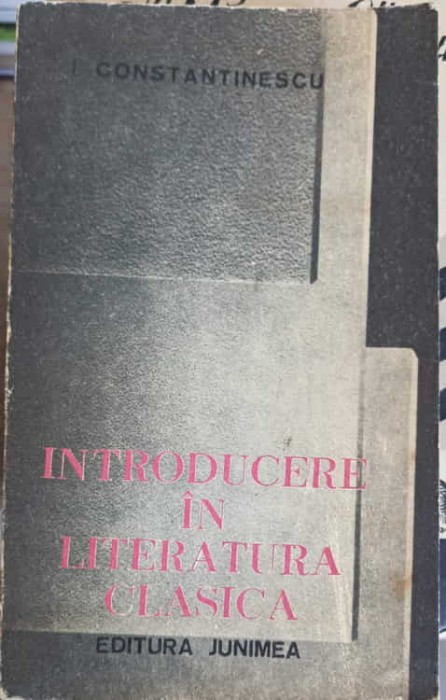 I CONSTANTINESCU
INTRODUCERE
ÎN
LITERATURA
CLASICA
EDITURA JUNIMEA